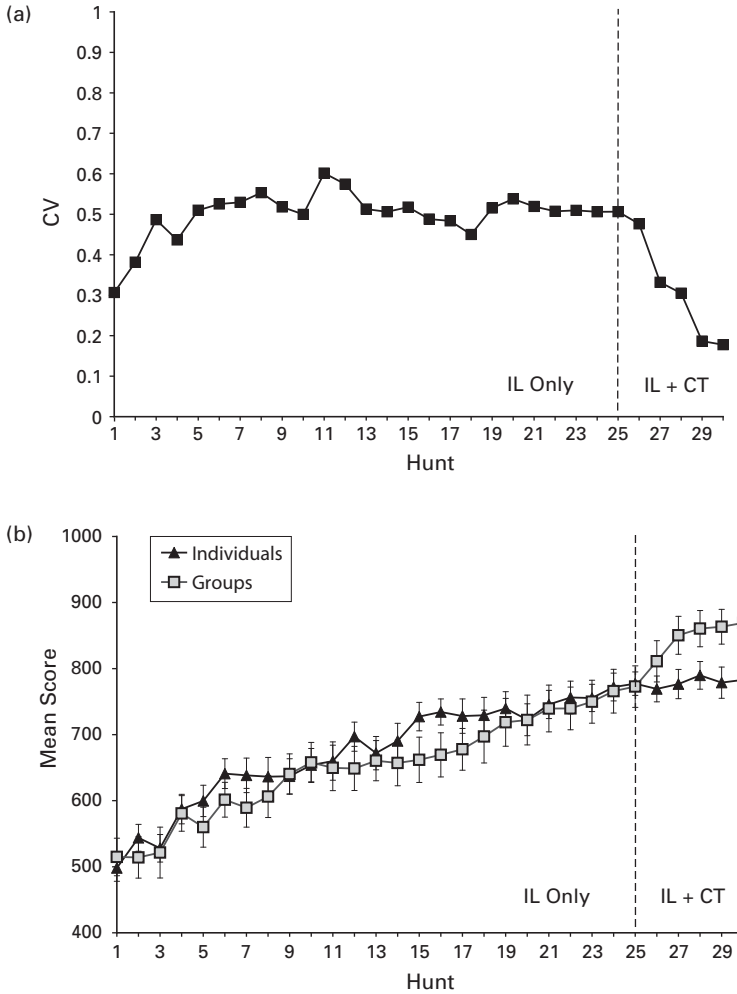 (a)
1
0.9
0.8
0.7
0.6
0.5
0.4
0.3
0.2
0.1
0
CV
IL Only
IL + CT
1 3 5 7 9 11 13 15 17 19 21 23 25 27 29
Hunt
(b)
1000
900
800
700
600
500
400
Mean Score
Individuals
Groups
IL Only
IL + CT
1 3 5 7 9 11 13 15 17 19 21 23 25 27 29
Hunt